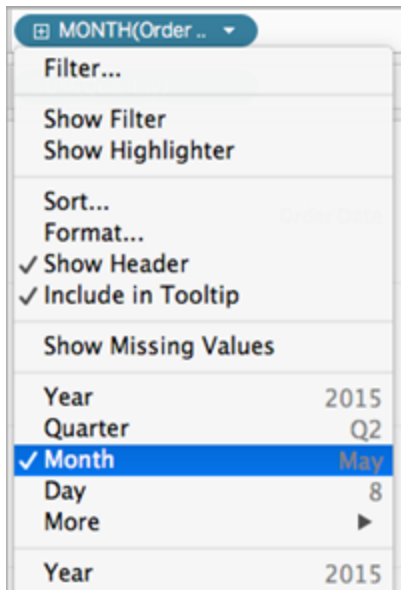 MONTH(Order ..
Filter...
Show Filter
Show Highlighter
Sort...
Format...
✓ Show Header
✓ Include in Tooltip
Show Missing Values
Year 2015
Quarter Q2
✓ Month May
Day 8
More ▶
Year 2015